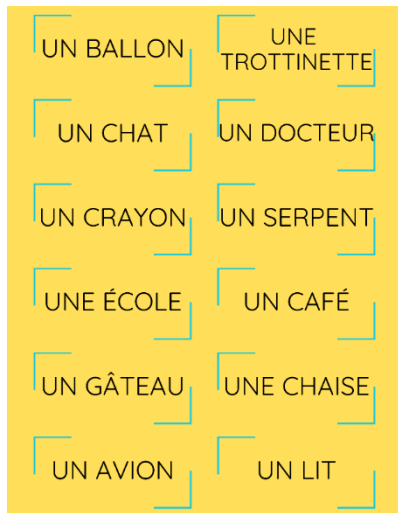 UN BALLON
UNE
TROTTINETTE
UN CHAT
UN DOCTEUR
UN CRAYON
UN SERPENT
UNE ÉCOLE
UN CAFÉ
UN GÂTEAU
UNE CHAISE
UN AVION
UN LIT